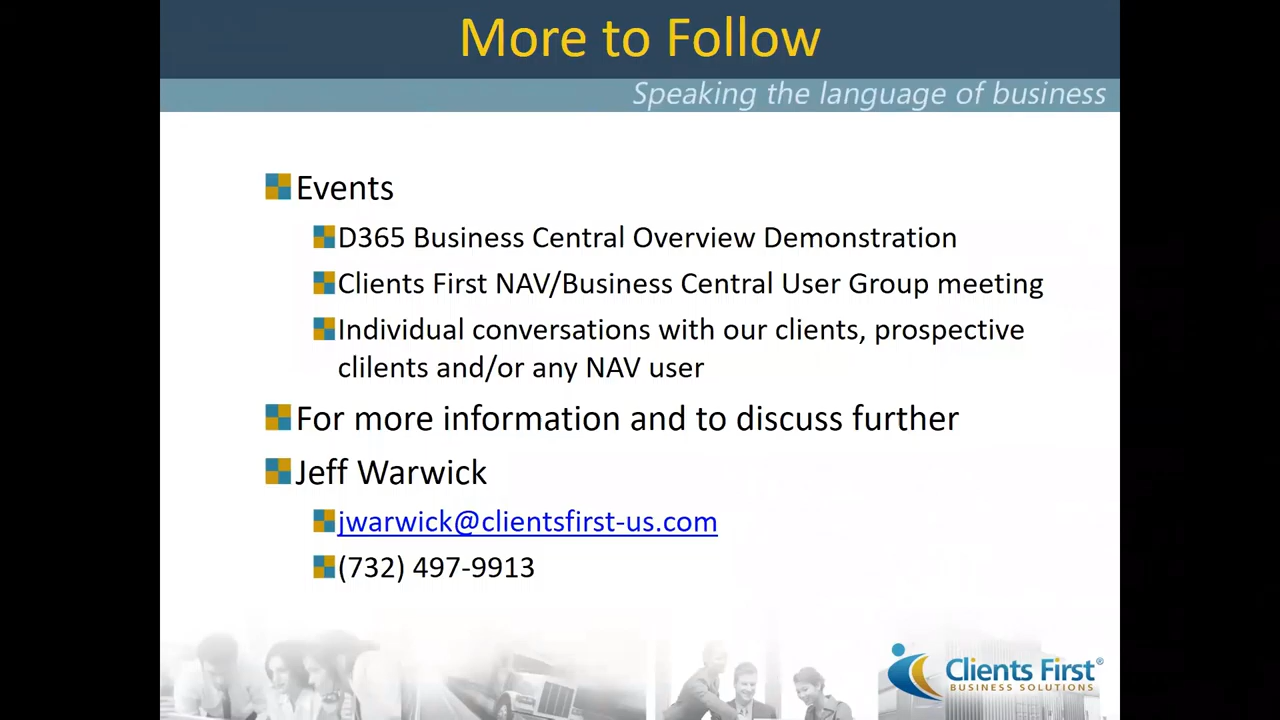 More to Follow
Speaking the language of business
Events
D365 Business Central Overview Demonstration
Clients First NAV/Business Central User Group meeting
Individual conversations with our clients, prospective
clilents and/or any NAV user
For more information and to discuss further
Jeff Warwick
jwarwick@clientsfirst-us.com
(732) 497-9913
Clients First®
BUSINESS SOLUTIONS